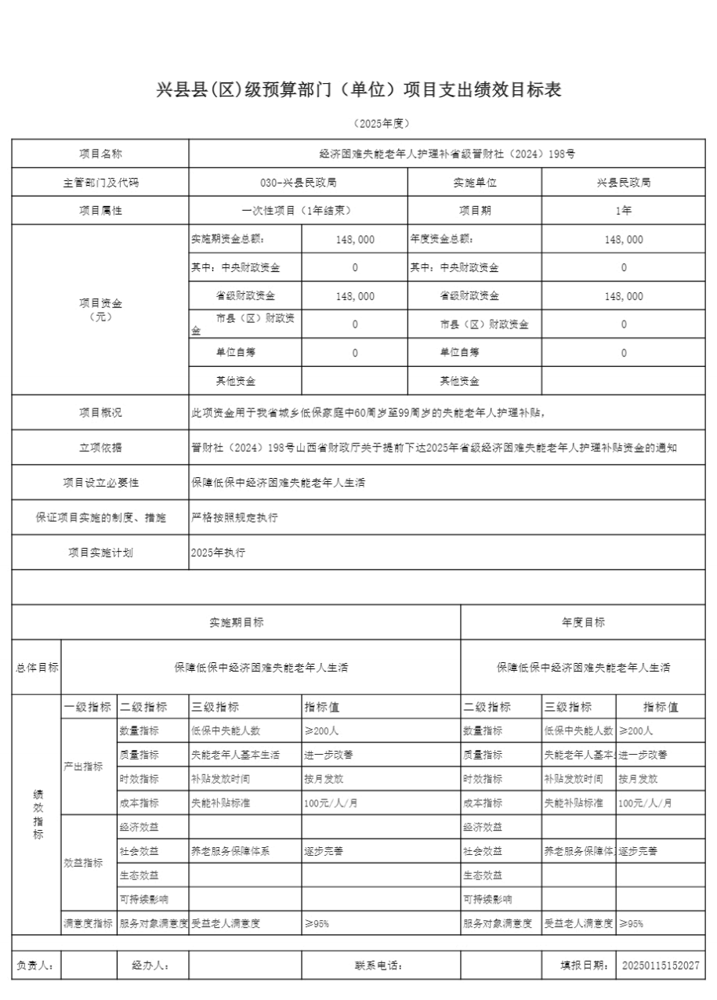 兴县县(区)级预算部门（单位）项目支出绩效目标表
（2025年度）
项目名称 经济困难失能老年人护理补省级晋财社（2024）198号
主管部门及代码 030-兴县民政局 实施单位 兴县民政局
项目属性 一次性项目（1年结束） 项目期 1年
项目资金
（元）
实施期资金总额： 148,000 年度资金总额： 148,000
其中：中央财政资金 0 其中：中央财政资金 0
省级财政资金 148,000 省级财政资金 148,000
市县（区）财政资
金 0 市县（区）财政资金 0
单位自筹 0 单位自筹 0
其他资金 其他资金
项目概况 此项资金用于我省城乡低保家庭中60周岁至99周岁的失能老年人护理补贴，
立项依据 晋财社（2024）198号山西省财政厅关于提前下达2025年省级经济困难失能老年人护理补贴资金的通知
项目设立必要性 保障低保中经济困难失能老年人生活
保证项目实施的制度、措施 严格按照规定执行
项目实施计划 2025年执行
实施期目标 年度目标
总体目标 保障低保中经济困难失能老年人生活 保障低保中经济困难失能老年人生活
绩
效
指
标
一级指标 二级指标 三级指标 指标值 二级指标 三级指标 指标值
产出指标
数量指标 低保中失能人数 ≥200人 数量指标 低保中失能人数 ≥200人
质量指标 失能老年人基本生活 进一步改善 质量指标 失能老年人基本 进一步改善
时效指标 补贴发放时间 按月发放 时效指标 补贴发放时间 按月发放
成本指标 失能补贴标准 100元/人/月 成本指标 失能补贴标准 100元/人/月
效益指标
经济效益 经济效益
社会效益 养老服务保障体系 逐步完善 社会效益 养老服务保障体 逐步完善
生态效益 生态效益
可持续影响 可持续影响
满意度指标 服务对象满意度 受益老人满意度 ≥95% 服务对象满意度 受益老人满意度 ≥95%
负责人： 经办人： 联系电话： 填报日期： 20250115152027